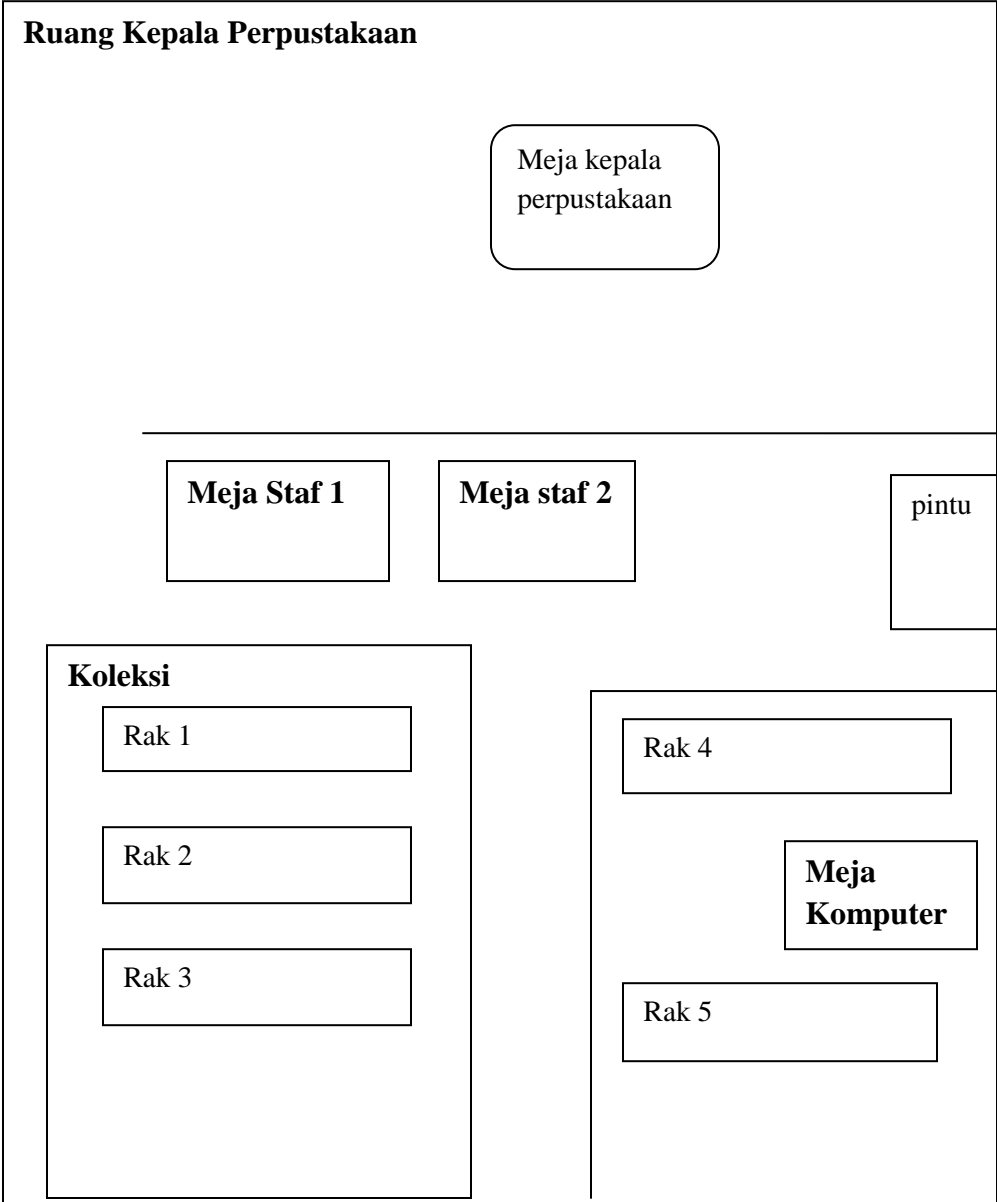 Ruang Kepala Perpustakaan
Meja kepala
perpustakaan
Meja Staf 1
Meja staf 2
pintu
Koleksi
Rak 1
Rak 2
Rak 3
Rak 4
Meja
Komputer
Rak 5